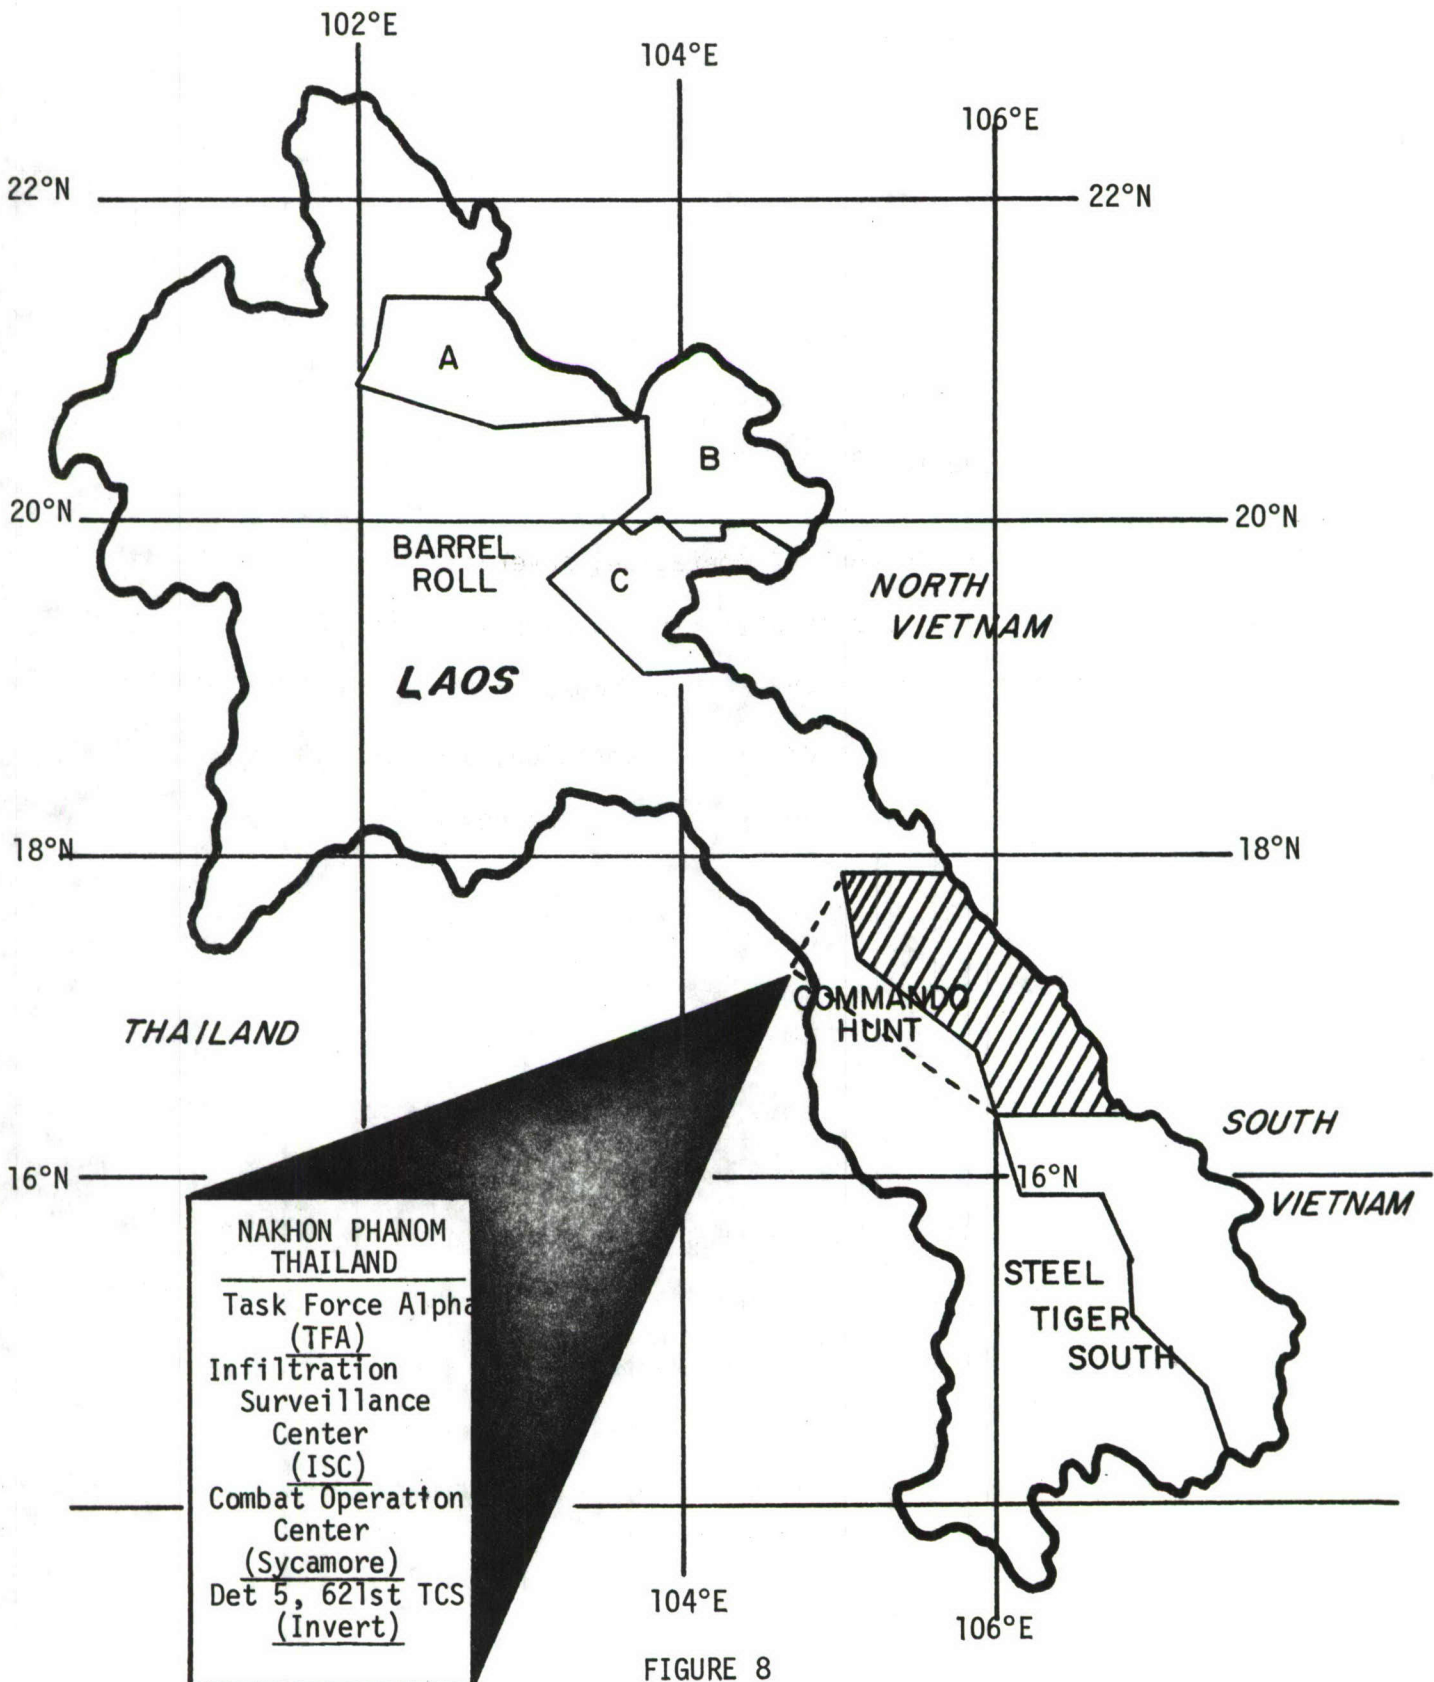 102°E
104°E
106°E
22°N
22°N
A
B
20°N
20°N
BARREL
ROLL
C
NORTH
VIETNAM
LAOS
18°N
18°N
COMMANDO
HUNT
THAILAND
SOUTH
VIETNAM
16°N
16°N
NAKHON PHANOM
THAILAND
Task Force Alpha
(TFA)
Infiltration
Surveillance
Center
(ISC)
Combat Operation
Center
(Sycamore)
Det 5, 621st TCS
(Invert)
STEEL
TIGER
SOUTH
104°E
106°E
FIGURE 8